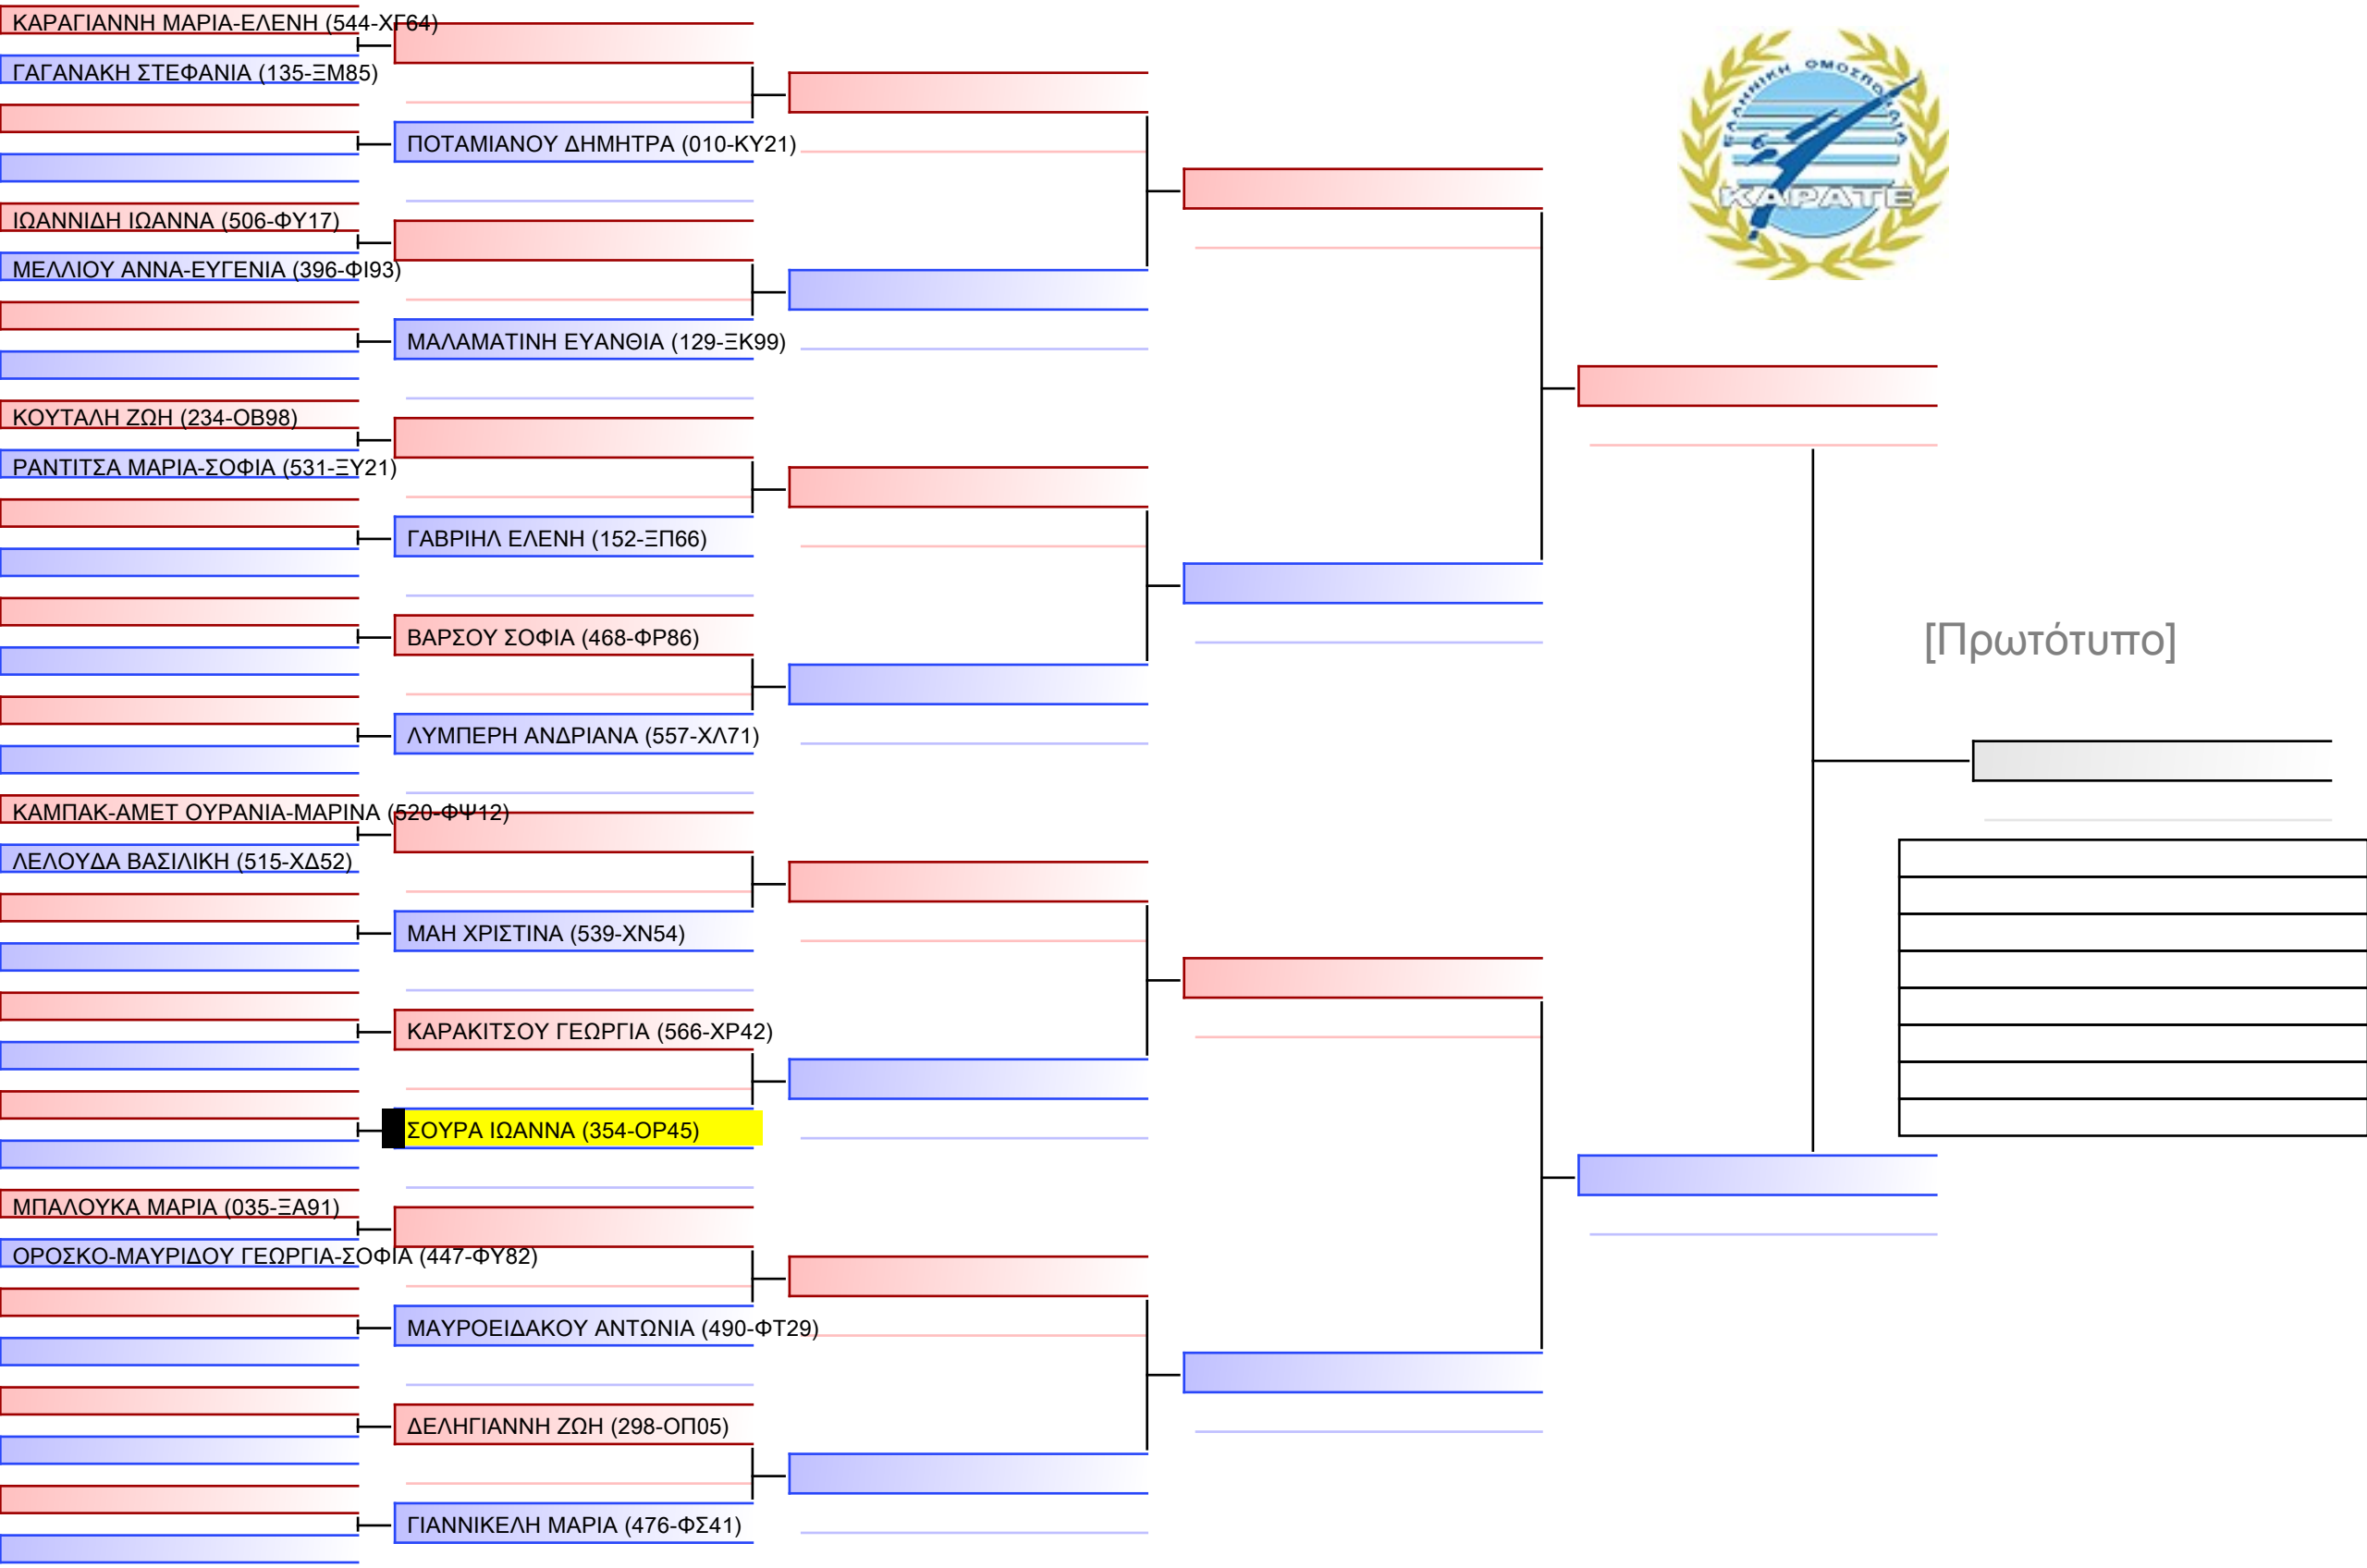 ΚΑΡΑΓΙΑΝΝΗ ΜΑΡΙΑ-ΕΛΕΝΗ (544-ΧΓ64)
ΓΑΓΑΝΑΚΗ ΣΤΕΦΑΝΙΑ (135-ΞΜ85)
ΠΟΤΑΜΙΑΝΟΥ ΔΗΜΗΤΡΑ (010-ΚΥ21)
ΙΩΑΝΝΙΔΗ ΙΩΑΝΝΑ (506-ΦΥ17)
ΜΕΛΛΙΟΥ ΑΝΝΑ-ΕΥΓΕΝΙΑ (396-ΦΙ93)
ΜΑΛΑΜΑΤΙΝΗ ΕΥΑΝΘΙΑ (129-ΞΚ99)
ΚΟΥΤΑΛΗ ΖΩΗ (234-ΟΒ98)
ΡΑΝΤΙΤΣΑ ΜΑΡΙΑ-ΣΟΦΙΑ (531-ΞΥ21)
ΓΑΒΡΙΗΛ ΕΛΕΝΗ (152-ΞΠ66)
ΒΑΡΣΟΥ ΣΟΦΙΑ (468-ΦΡ86)
ΛΥΜΠΕΡΗ ΑΝΔΡΙΑΝΑ (557-ΧΛ71)
ΚΑΜΠΑΚ-ΑΜΕΤ ΟΥΡΑΝΙΑ-ΜΑΡΙΝΑ (520-ΦΨ12)
ΛΕΛΟΥΔΑ ΒΑΣΙΛΙΚΗ (515-ΧΔ52)
ΜΑΗ ΧΡΙΣΤΙΝΑ (539-ΧΝ54)
ΚΑΡΑΚΙΤΣΟΥ ΓΕΩΡΓΙΑ (566-ΧΡ42)
ΣΟΥΡΑ ΙΩΑΝΝΑ (354-ΟΡ45)
ΜΠΑΛΟΥΚΑ ΜΑΡΙΑ (035-ΞΑ91)
ΟΡΟΣΚΟ-ΜΑΥΡΙΔΟΥ ΓΕΩΡΓΙΑ-ΣΟΦΙΑ (447-ΦΥ82)
ΜΑΥΡΟΕΙΔΑΚΟΥ ΑΝΤΩΝΙΑ (490-ΦΤ29)
ΔΕΛΗΓΙΑΝΝΗ ΖΩΗ (298-ΟΠ05)
ΓΙΑΝΝΙΚΕΛΗ ΜΑΡΙΑ (476-ΦΣ41)
ΕΛΛΗΝΙΚΗ ΟΜΟΣΠΟΝΔΙΑ
ΚΑΡΑΤΕ
[Πρωτότυπο]